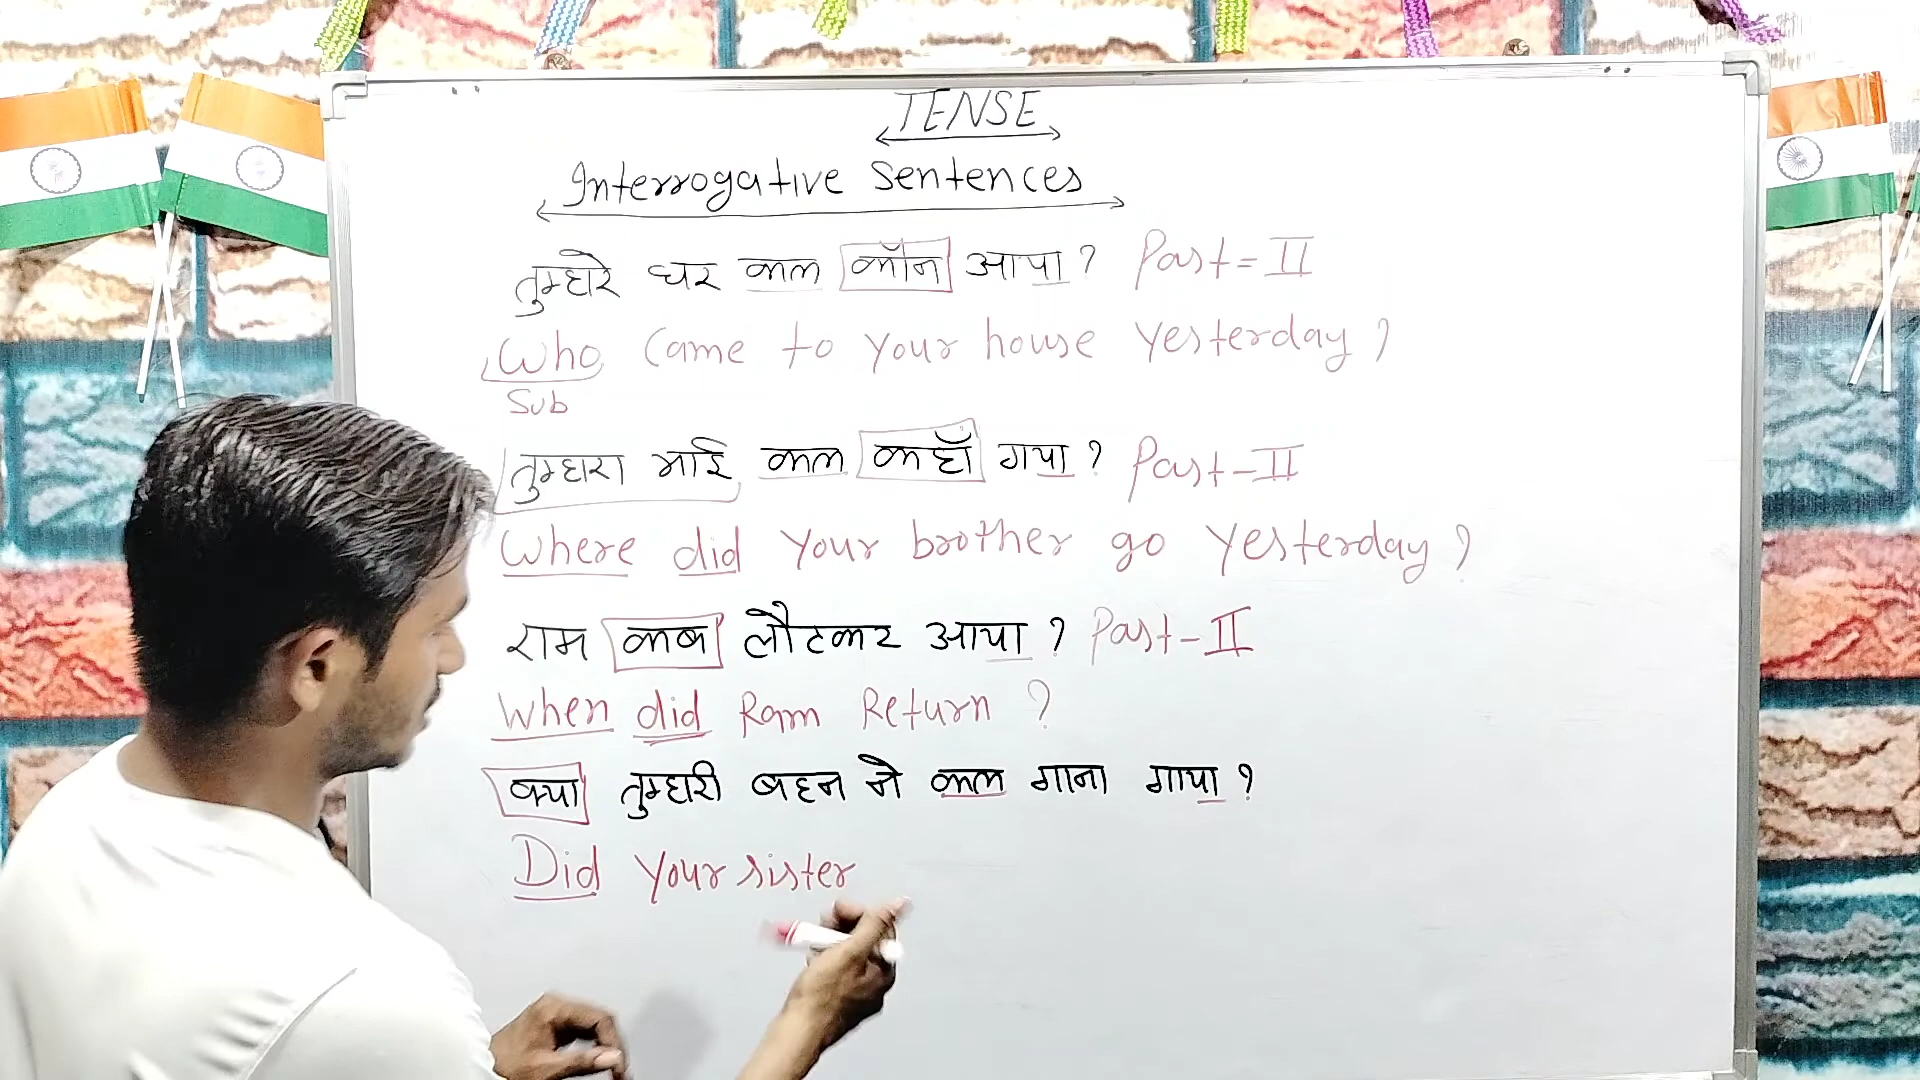 TENSE
Interrogative Sentences
तुम्हारे घर कल कौन आया? Past=II
Who Came to your house Yesterday?
Sub
तुम्हारा भाई कल कहाँ गया? Past-II
Where did your brother go Yesterday?
राम कब लौटकर आया? Past-II
When did Ram Return?
क्या तुम्हारी बहन ने कल गाना गाया?
Did your sister